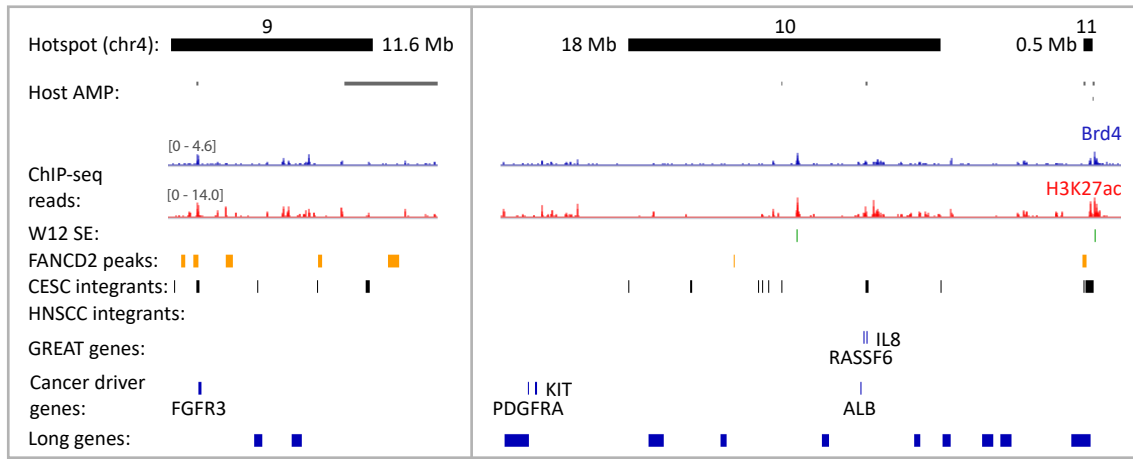 9 10 11
Hotspot (chr4): 11.6 Mb 18 Mb 0.5 Mb
Host AMP:
Brd4
[0 - 4.6]
ChIP-seq
reads:
H3K27ac
[0 - 14.0]
W12 SE:
FANCD2 peaks:
CESC integrants:
HNSCC integrants:
GREAT genes: IL8
RASSF6
Cancer driver KIT
genes: FGFR3 PDGFRA ALB
Long genes: